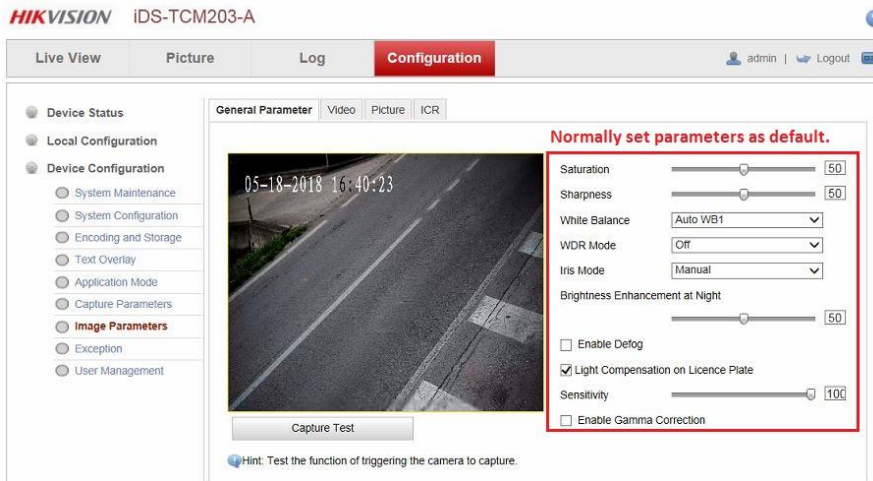 HIKVISION iDS-TCM203-A
Live View Picture Log Configuration admin | Logout
General Parameter Video Picture ICR
Device Status
Local Configuration
Device Configuration
System Maintenance
System Configuration
Encoding and Storage
Text Overlay
Application Mode
Capture Parameters
Image Parameters
Exception
User Management
Normally set parameters as default.
05-18-2018 16:40:23
Saturation 50
Sharpness 50
White Balance Auto WB1
WDR Mode Off
Iris Mode Manual
Brightness Enhancement at Night
50
Enable Defog
Light Compensation on Licence Plate
Sensitivity 100
Enable Gamma Correction
Capture Test
Hint: Test the function of triggering the camera to capture.